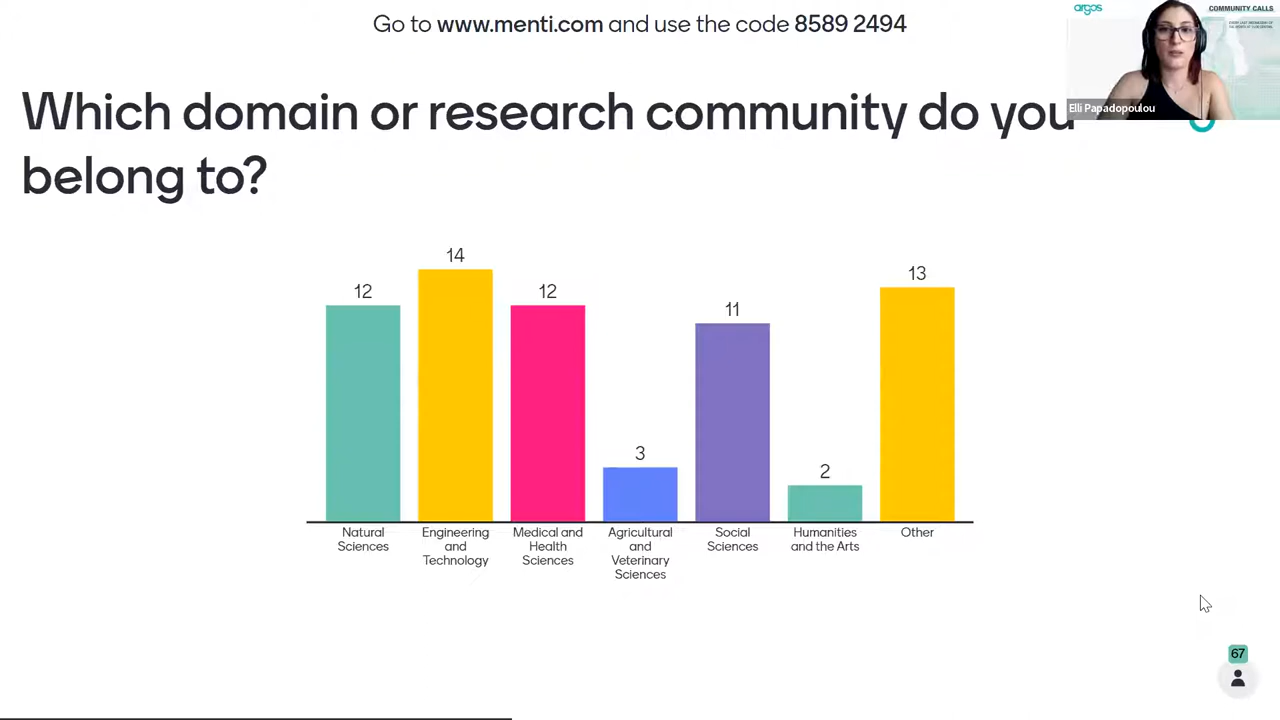 Go to www.menti.com and use the code 8589 2494
argos
COMMUNITY CALLS
Elli Papadopoulou
Which domain or research community do you
belong to?
12
14
12
3
11
2
13
Natural
Sciences
Engineering
and
Technology
Medical and
Health
Sciences
Agricultural
and
Veterinary
Sciences
Social
Sciences
Humanities
and the Arts
Other
67